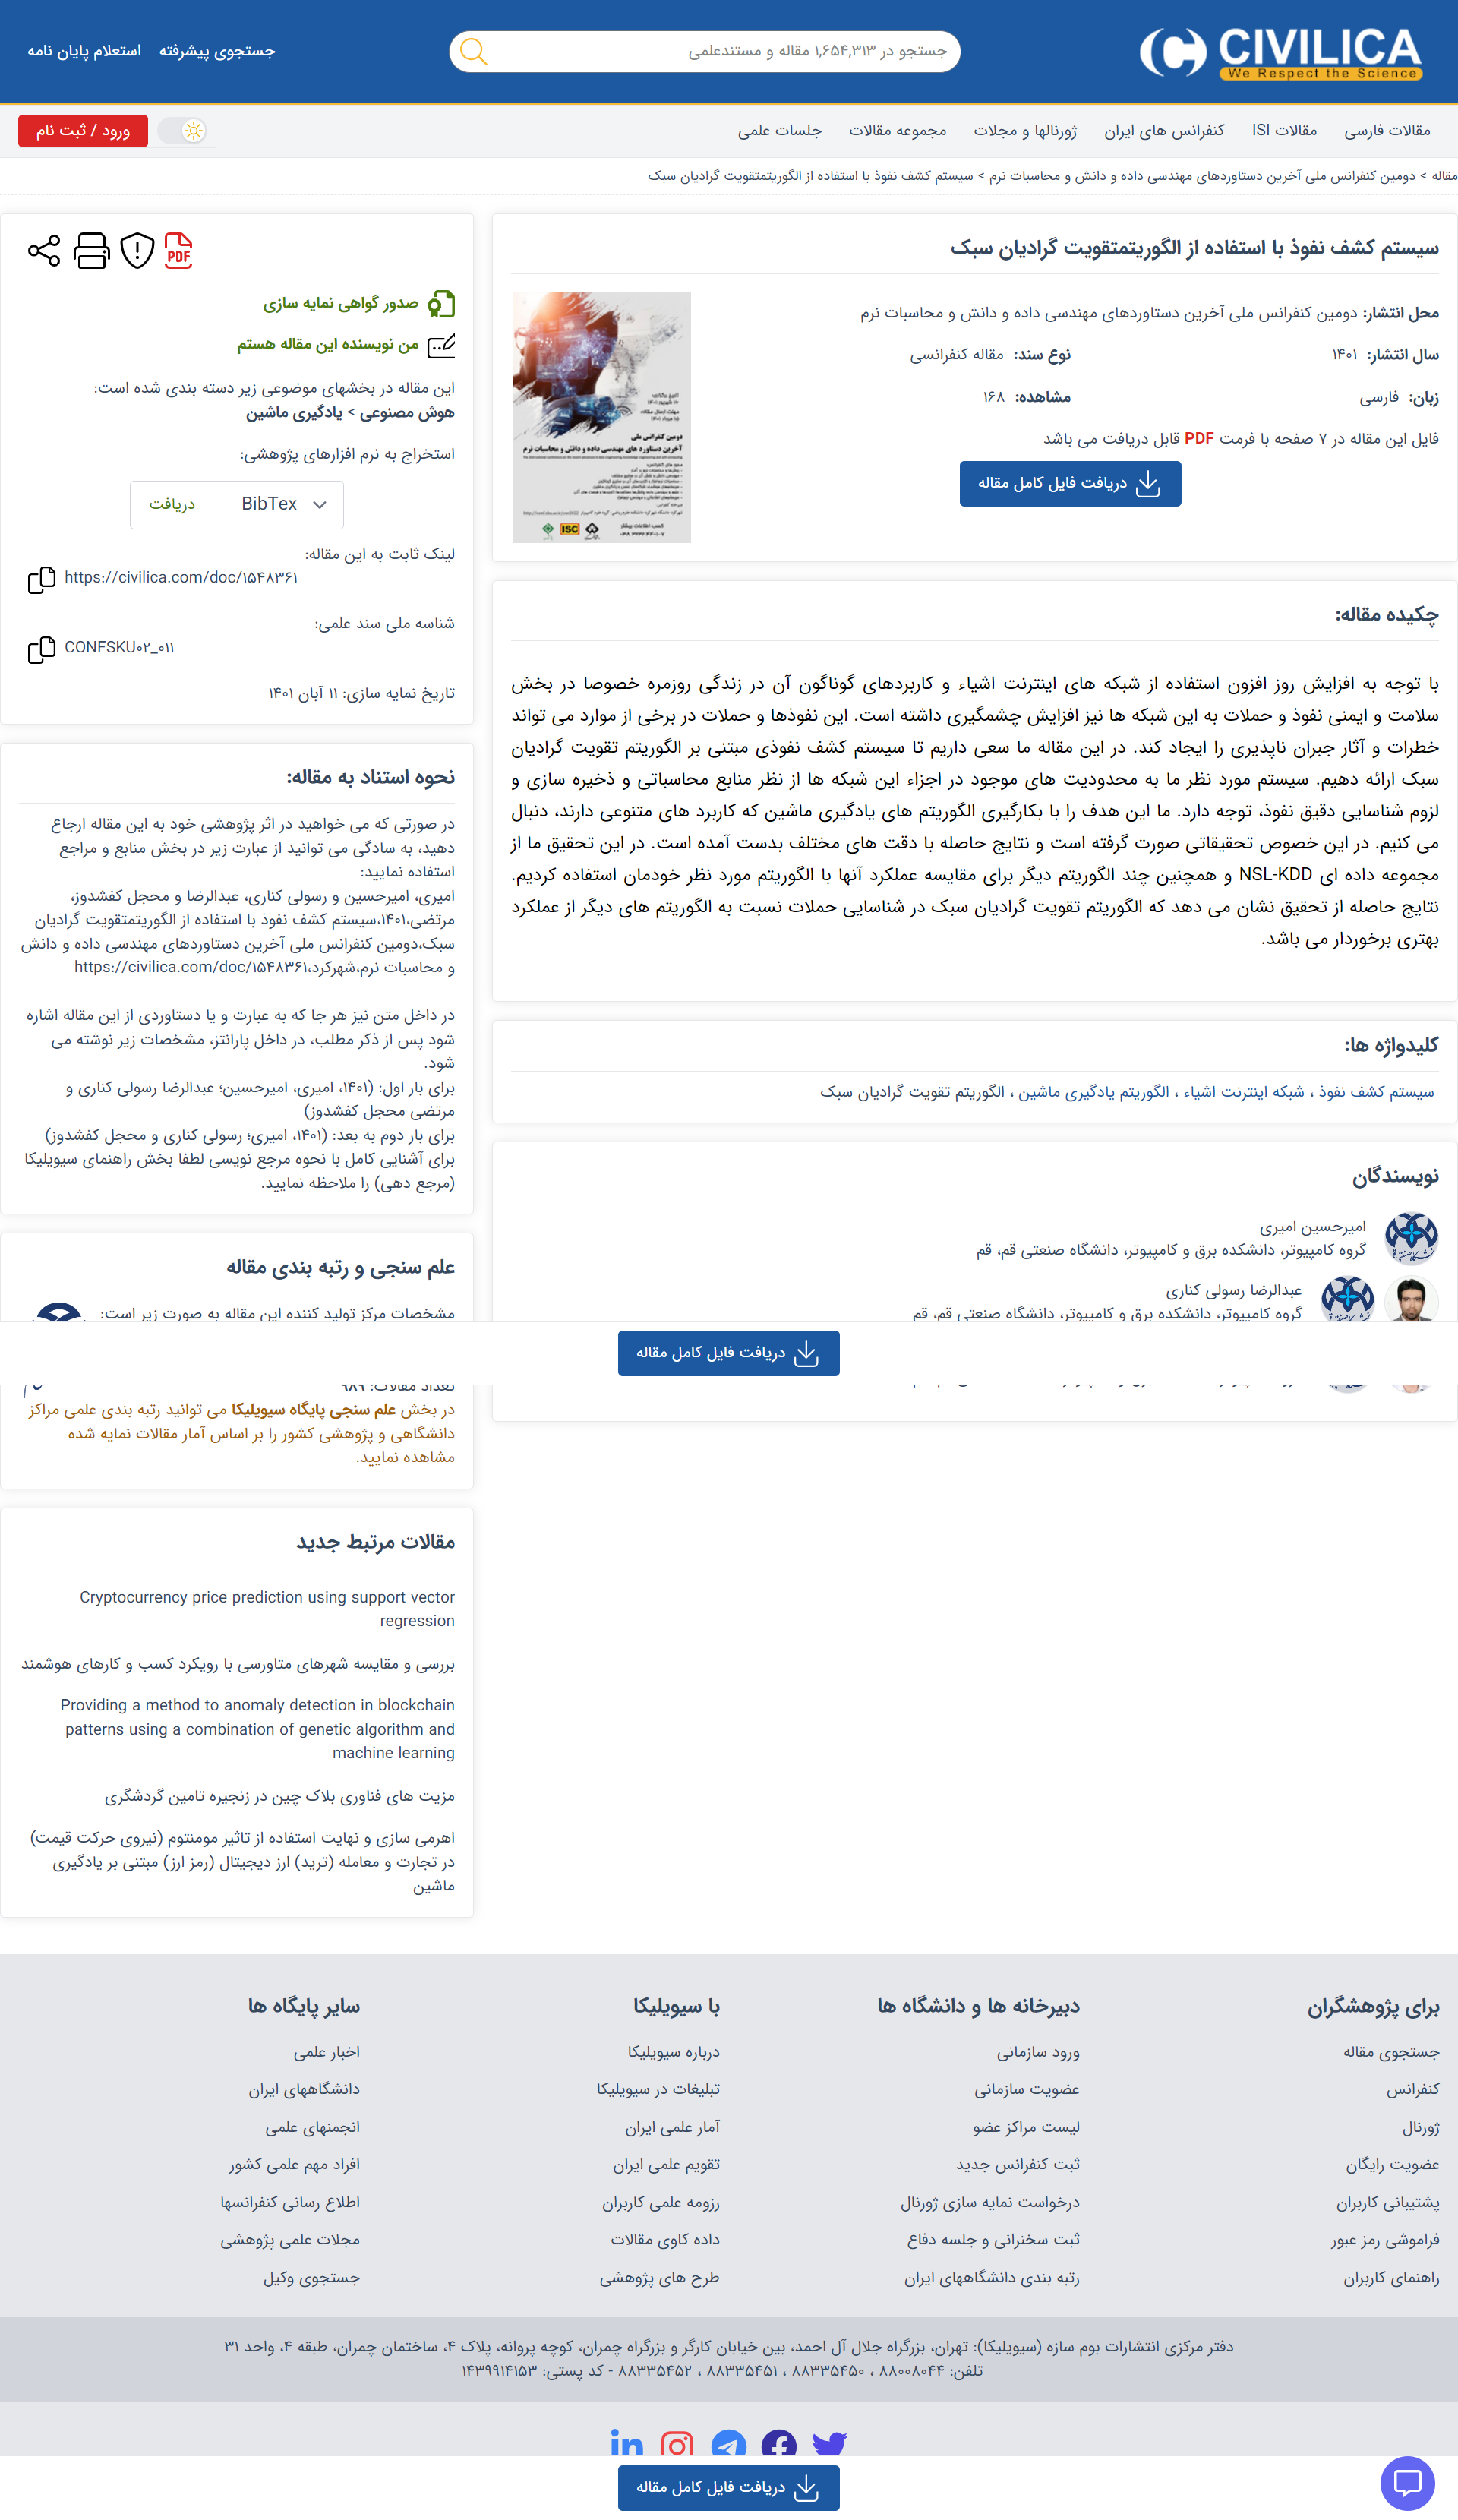 CIVILICA
We Respect the Science
جستجو در ۱,۶۵۴,۳۱۳ مقاله و مستندعلمی
جستجوی پیشرفته
استعلام پایان نامه
مقالات فارسی
مقالات ISI
کنفرانس های ایران
ژورنالها و مجلات
مجموعه مقالات
جلسات علمی
ورود / ثبت نام
مقاله > دومین کنفرانس ملی آخرین دستاوردهای مهندسی داده و دانش و محاسبات نرم > سیستم کشف نفوذ با استفاده از الگوریتمتقویت گرادیان سبک
سیستم کشف نفوذ با استفاده از الگوریتمتقویت گرادیان سبک
محل انتشار: دومین کنفرانس ملی آخرین دستاوردهای مهندسی داده و دانش و محاسبات نرم
سال انتشار: ۱۴۰۱
نوع سند: مقاله کنفرانسی
زبان: فارسی
مشاهده: ۱۶۸
فایل این مقاله در ۷ صفحه با فرمت PDF قابل دریافت می باشد
دریافت فایل کامل مقاله
دومین کنفرانس ملی
آخرین دستاورد های مهندسی داده و دانش و محاسبات نرم
ISC
چکیده مقاله:
با توجه به افزایش روز افزون استفاده از شبکه های اینترنت اشیاء و کاربردهای گوناگون آن در زندگی روزمره خصوصا در بخش
سلامت و ایمنی نفوذ و حملات به این شبکه ها نیز افزایش چشمگیری داشته است. این نفوذها و حملات در برخی از موارد می تواند
خطرات و آثار جبران ناپذیری را ایجاد کند. در این مقاله ما سعی داریم تا سیستم کشف نفوذی مبتنی بر الگوریتم تقویت گرادیان
سبک ارائه دهیم. سیستم مورد نظر ما به محدودیت های موجود در اجزاء این شبکه ها از نظر منابع محاسباتی و ذخیره سازی و
لزوم شناسایی دقیق نفوذ، توجه دارد. ما این هدف را با بکارگیری الگوریتم های یادگیری ماشین که کاربرد های متنوعی دارند، دنبال
می کنیم. در این خصوص تحقیقاتی صورت گرفته است و نتایج حاصله با دقت های مختلف بدست آمده است. در این تحقیق ما از
مجموعه داده ای NSL-KDD و همچنین چند الگوریتم دیگر برای مقایسه عملکرد آنها با الگوریتم مورد نظر خودمان استفاده کردیم.
نتایج حاصله از تحقیق نشان می دهد که الگوریتم تقویت گرادیان سبک در شناسایی حملات نسبت به الگوریتم های دیگر از عملکرد
بهتری برخوردار می باشد.
کلیدواژه ها:
سیستم کشف نفوذ ، شبکه اینترنت اشیاء ، الگوریتم یادگیری ماشین ، الگوریتم تقویت گرادیان سبک
نویسندگان
امیرحسین امیری
گروه کامپیوتر، دانشکده برق و کامپیوتر، دانشگاه صنعتی قم، قم
عبدالرضا رسولی کناری
گروه کامپیوتر، دانشکده برق و کامپیوتر، دانشگاه صنعتی قم، قم
PDF
صدور گواهی نمایه سازی
من نویسنده این مقاله هستم
این مقاله در بخشهای موضوعی زیر دسته بندی شده است:
هوش مصنوعی > یادگیری ماشین
استخراج به نرم افزارهای پژوهشی:
BibTex
دریافت
لینک ثابت به این مقاله:
https://civilica.com/doc/۱۵۴۸۳۶۱
شناسه ملی سند علمی:
CONFSKU۰۲_۰۱۱
تاریخ نمایه سازی: ۱۱ آبان ۱۴۰۱
نحوه استناد به مقاله:
در صورتی که می خواهید در اثر پژوهشی خود به این مقاله ارجاع
دهید، به سادگی می توانید از عبارت زیر در بخش منابع و مراجع
استفاده نمایید:
امیری، امیرحسین و رسولی کناری، عبدالرضا و محجل کفشدوز،
مرتضی،۱۴۰۱،سیستم کشف نفوذ با استفاده از الگوریتمتقویت گرادیان
سبک،دومین کنفرانس ملی آخرین دستاوردهای مهندسی داده و دانش
و محاسبات نرم،شهرکرد،https://civilica.com/doc/۱۵۴۸۳۶۱
در داخل متن نیز هر جا که به عبارت و یا دستاوردی از این مقاله اشاره
شود پس از ذکر مطلب، در داخل پارانتز، مشخصات زیر نوشته می
شود.
برای بار اول: (۱۴۰۱، امیری، امیرحسین؛ عبدالرضا رسولی کناری و
مرتضی محجل کفشدوز)
برای بار دوم به بعد: (۱۴۰۱، امیری؛ رسولی کناری و محجل کفشدوز)
برای آشنایی کامل با نحوه مرجع نویسی لطفا بخش راهنمای سیویلیکا
(مرجع دهی) را ملاحظه نمایید.
علم سنجی و رتبه بندی مقاله
مشخصات مرکز تولید کننده این مقاله به صورت زیر است:
دریافت فایل کامل مقاله
تعداد مقالات: ۹۸۹
در بخش علم سنجی پایگاه سیویلیکا می توانید رتبه بندی علمی مراکز
دانشگاهی و پژوهشی کشور را بر اساس آمار مقالات نمایه شده
مشاهده نمایید.
مقالات مرتبط جدید
Cryptocurrency price prediction using support vector
regression
بررسی و مقایسه شهرهای متاورسی با رویکرد کسب و کارهای هوشمند
Providing a method to anomaly detection in blockchain
patterns using a combination of genetic algorithm and
machine learning
مزیت های فناوری بلاک چین در زنجیره تامین گردشگری
اهرمی سازی و نهایت استفاده از تاثیر مومنتوم (نیروی حرکت قیمت)
در تجارت و معامله (ترید) ارز دیجیتال (رمز ارز) مبتنی بر یادگیری
ماشین
برای پژوهشگران
جستجوی مقاله
کنفرانس
ژورنال
عضویت رایگان
پشتیبانی کاربران
فراموشی رمز عبور
راهنمای کاربران
دبیرخانه ها و دانشگاه ها
ورود سازمانی
عضویت سازمانی
لیست مراکز عضو
ثبت کنفرانس جدید
درخواست نمایه سازی ژورنال
ثبت سخنرانی و جلسه دفاع
رتبه بندی دانشگاههای ایران
با سیویلیکا
درباره سیویلیکا
تبلیغات در سیویلیکا
آمار علمی ایران
تقویم علمی ایران
رزومه علمی کاربران
داده کاوی مقالات
طرح های پژوهشی
سایر پایگاه ها
اخبار علمی
دانشگاههای ایران
انجمنهای علمی
افراد مهم علمی کشور
اطلاع رسانی کنفرانسها
مجلات علمی پژوهشی
جستجوی وکیل
دفتر مرکزی انتشارات بوم سازه (سیویلیکا): تهران، بزرگراه جلال آل احمد، بین خیابان کارگر و بزرگراه چمران، کوچه پروانه، پلاک ۴، ساختمان چمران، طبقه ۴، واحد ۳۱
تلفن: ۸۸۰۰۸۰۴۴ ، ۸۸۳۳۵۴۵۰ ، ۸۸۳۳۵۴۵۱ ، ۸۸۳۳۵۴۵۲ - کد پستی: ۱۴۳۹۹۱۴۱۵۳
دریافت فایل کامل مقاله